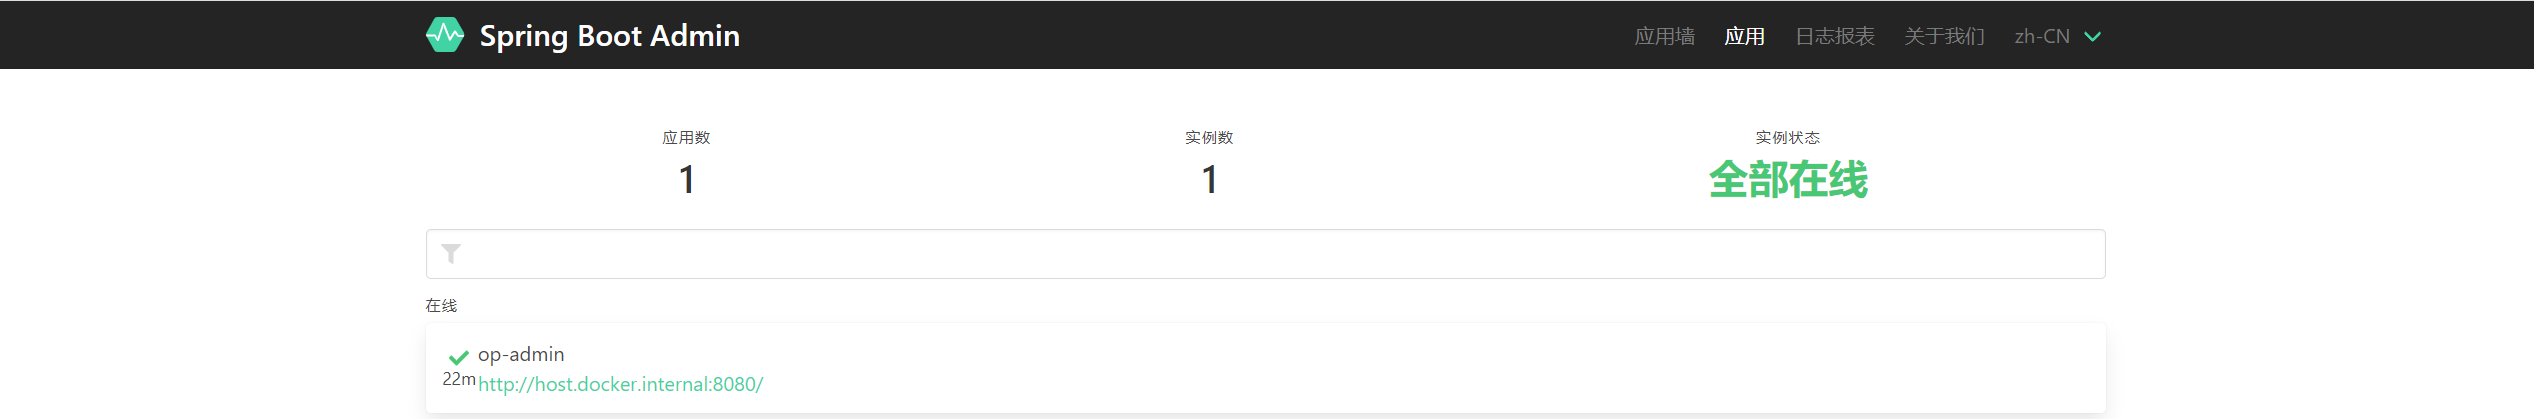 Spring Boot Admin 应用墙 应用 日志报表 关于我们 zh-CN
应用数 实例数 实例状态
1 1 全部在线
在线
op-admin
22m http://host.docker.internal:8080/